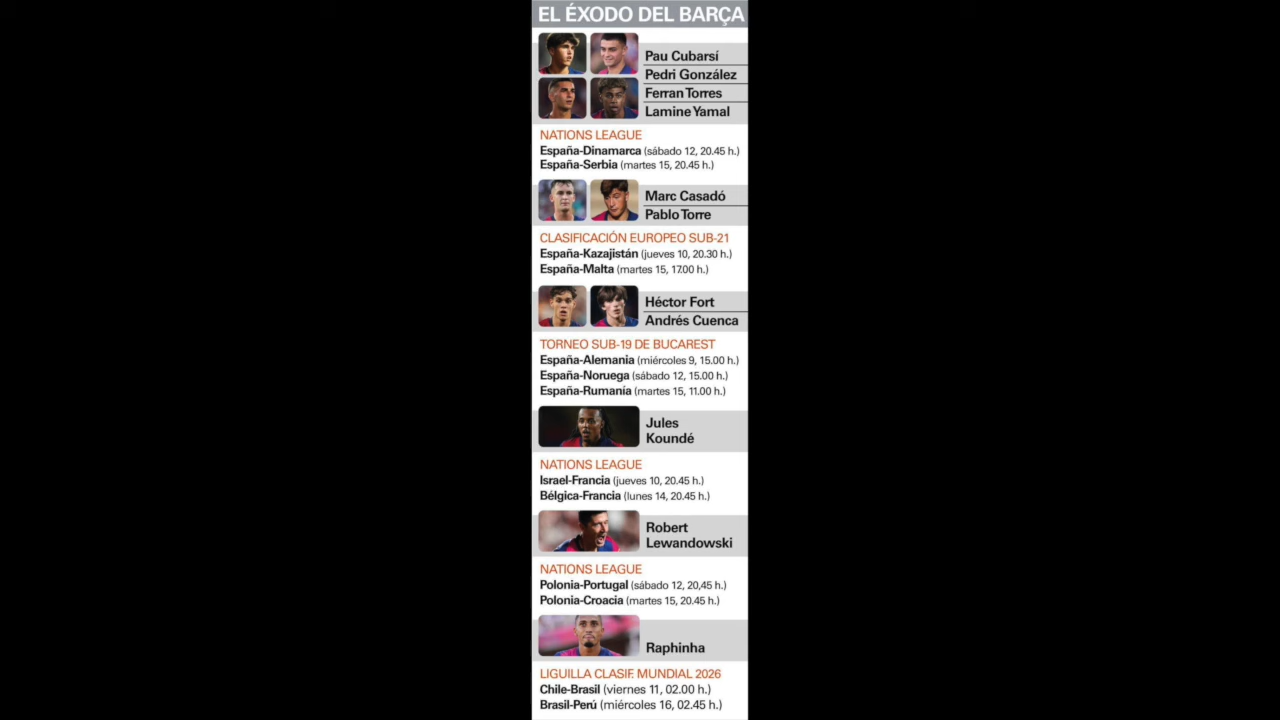 EL ÉXODO DEL BARÇA
Pau Cubarsí
Pedri González
Ferran Torres
Lamine Yamal
NATIONS LEAGUE
España-Dinamarca (sábado 12, 20.45 h.)
España-Serbia (martes 15, 20.45 h.)
Marc Casadó
Pablo Torre
CLASIFICACIÓN EUROPEO SUB-21
España-Kazajistán (jueves 10, 20.30 h.)
España-Malta (martes 15, 17.00 h.)
Héctor Fort
Andrés Cuenca
TORNEO SUB-19 DE BUCAREST
España-Alemania (miércoles 9, 15.00 h.)
España-Noruega (sábado 12, 15.00 h.)
España-Rumanía (martes 15, 11.00 h.)
Jules
Koundé
NATIONS LEAGUE
Israel-Francia (jueves 10, 20.45 h.)
Bélgica-Francia (lunes 14, 20.45 h.)
Robert
Lewandowski
NATIONS LEAGUE
Polonia-Portugal (sábado 12, 20,45 h.)
Polonia-Croacia (martes 15, 20.45 h.)
Raphinha
LIGUILLA CLASIF. MUNDIAL 2026
Chile-Brasil (viernes 11, 02.00 h.)
Brasil-Perú (miércoles 16, 02.45 h.)